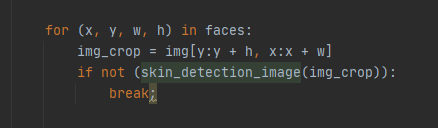 for (x, y, w, h) in faces:
    img_crop = img[y:y + h, x:x + w]
    if not (skin_detection_image(img_crop)):
        break;